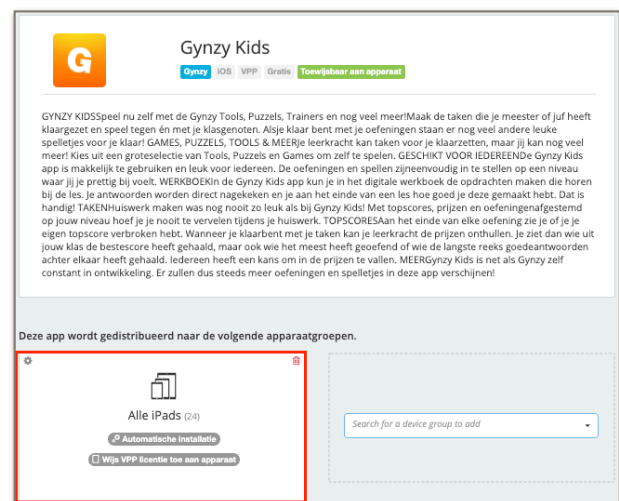 G
Gynzy Kids
Gynzy iOS VPP Gratis Toewijsbaar aan apparaat
GYNZY KIDSSpeel nu zelf met de Gynzy Tools, Puzzels, Trainers en nog veel meer!Maak de taken die je meester of juf heeft
klaargezet en speel tegen én met je klasgenoten. Alsje klaar bent met je oefeningen staan er nog veel andere leuke
spelletjes voor je klaar! GAMES, PUZZELS, TOOLS & MEERJe leerkracht kan taken voor je klaarzetten, maar jij kan nog veel
meer! Kies uit een groteselectie van Tools, Puzzels en Games om zelf te spelen. GESCHIKT VOOR IEDEREENDe Gynzy Kids
app is makkelijk te gebruiken en leuk voor iedereen. De oefeningen en spellen zijneenvoudig in te stellen op een niveau
waar jij je prettig bij voelt. WERKBOEKIn de Gynzy Kids app kun je in het digitale werkboek de opdrachten maken die horen
bij de les. Je antwoorden worden direct nagekeken en je aan het einde van een les hoe goed je deze gemaakt hebt. Dat is
handig! TAKENHuiswerk maken was nog nooit zo leuk als bij Gynzy Kids! Met topscores, prijzen en oefeningenafgestemd
op jouw niveau hoef je je nooit te vervelen tijdens je huiswerk. TOPSCORESAan het einde van elke oefening zie je of je je
eigen topscore verbroken hebt. Wanneer je klaarbent met je taken kan je leerkracht de prijzen onthullen. Je ziet dan wie uit
jouw klas de bestescore heeft gehaald, maar ook wie het meest heeft geoefend of wie de langste reeks goedeantwoorden
achter elkaar heeft gehaald. Iedereen heeft een kans om in de prijzen te vallen. MEERGynzy Kids is net als Gynzy zelf
constant in ontwikkeling. Er zullen dus steeds meer oefeningen en spelletjes in deze app verschijnen!
Deze app wordt gedistribueerd naar de volgende apparaatgroepen.
Alle iPads (24)
Automatische installatie
Wijs VPP licentie toe aan apparaat
Search for a device group to add